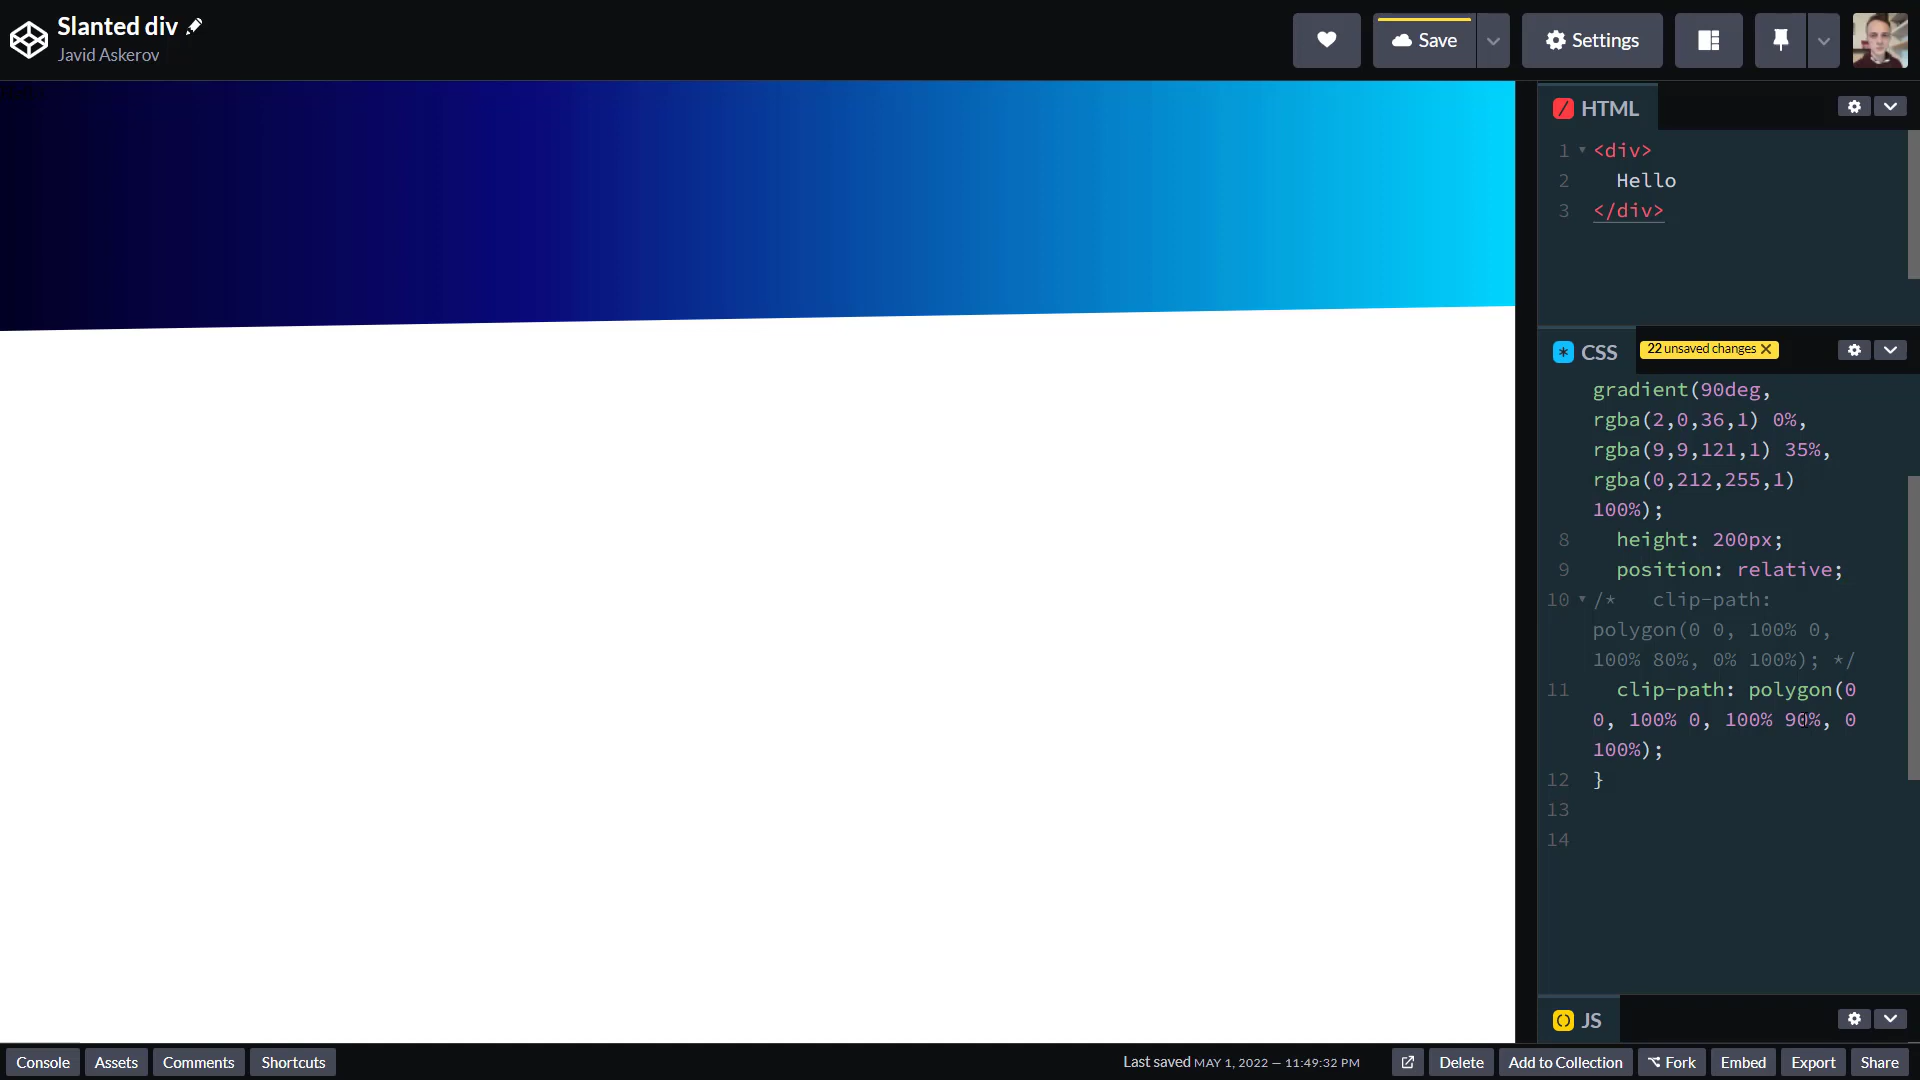 Slanted div
Javid Askerov
Save
Settings
HTML
1 <div>
2 Hello
3 </div>
CSS
22 unsaved changes
gradient(90deg,
rgba(2,0,36,1) 0%,
rgba(9,9,121,1) 35%,
rgba(0,212,255,1)
100%);
8 height: 200px;
9 position: relative;
10 /* clip-path:
polygon(0 0, 100% 0,
100% 80%, 0% 100%); */
11 clip-path: polygon(0
0, 100% 0, 100% 90%, 0
100%);
12 }
13
14
JS
Console Assets Comments Shortcuts
Last saved MAY 1, 2022 — 11:49:32 PM
Delete Add to Collection Fork Embed Export Share